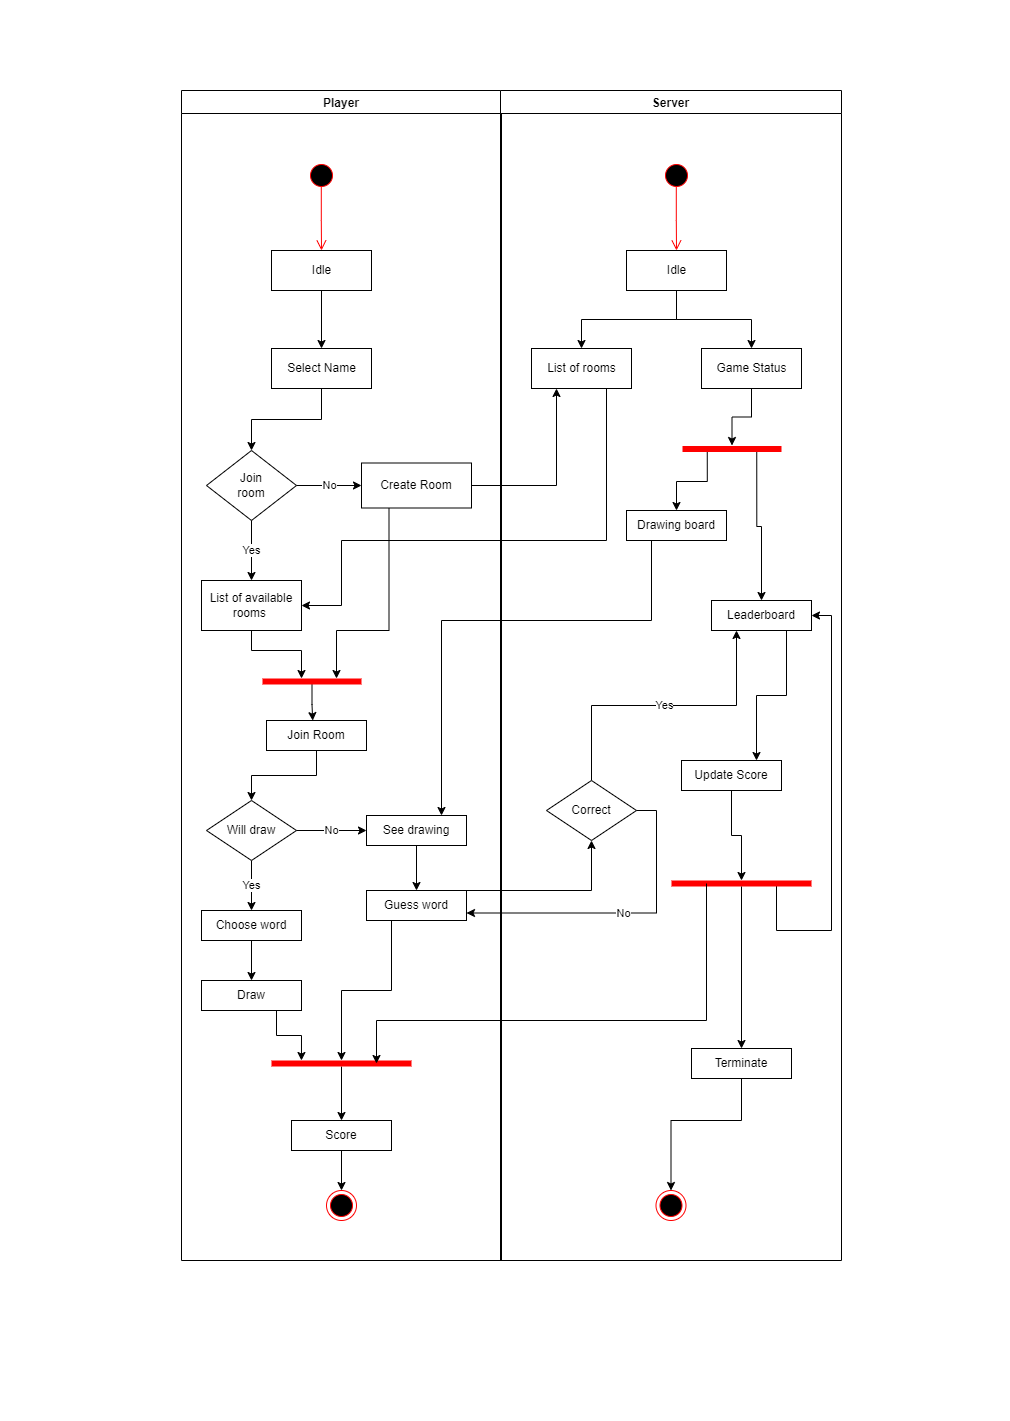 Player
Server
Idle
Idle
Select Name
List of rooms
Game Status
Join
room
No
Create Room
Drawing board
Yes
List of available
rooms
Leaderboard
Yes
Join Room
Update Score
Correct
Will draw
No
See drawing
Yes
Guess word
No
Choose word
Draw
Terminate
Score